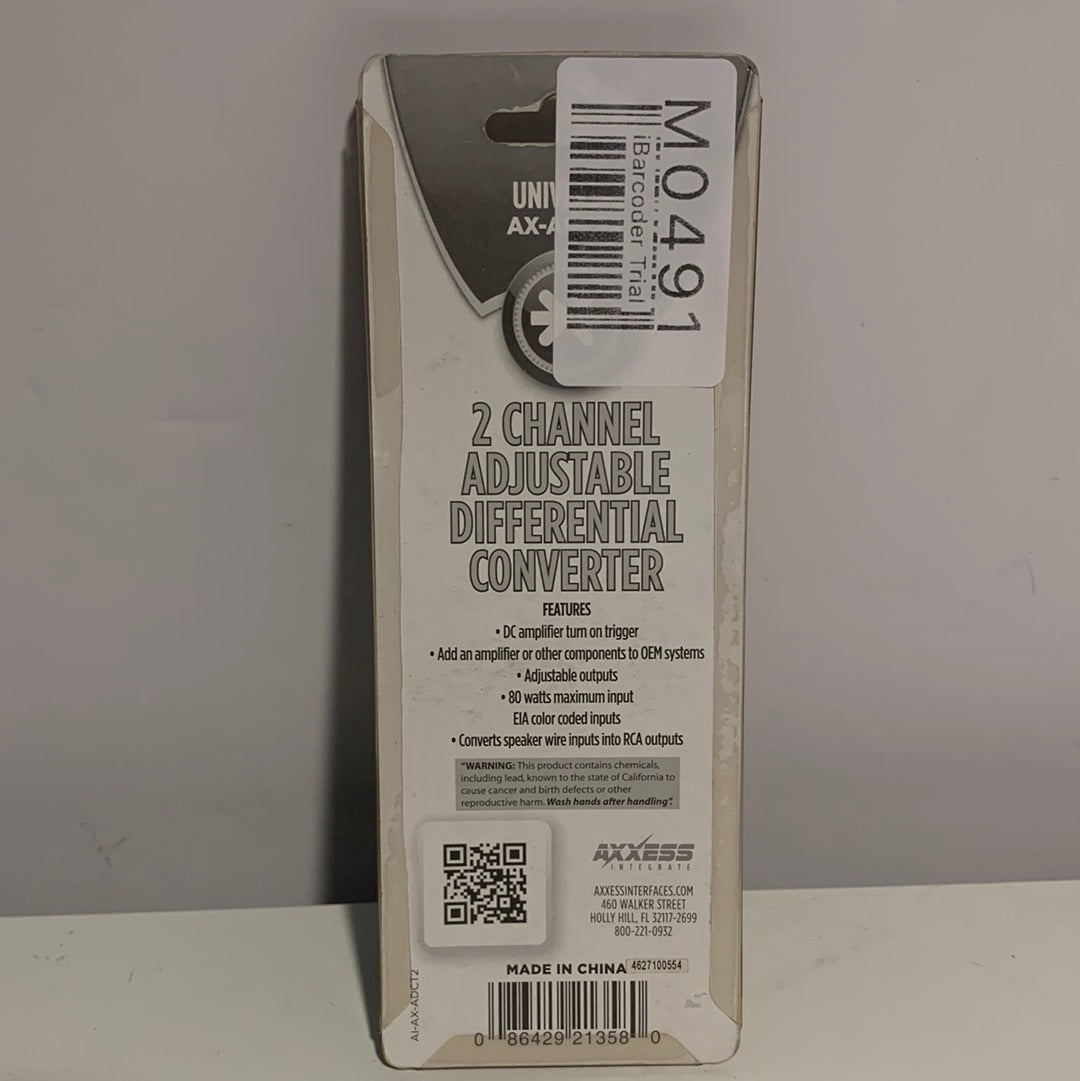 M0491
iBarcoder Trial
UNIV
AX-A
2 CHANNEL
ADJUSTABLE
DIFFERENTIAL
CONVERTER
FEATURES
• DC amplifier turn on trigger
• Add an amplifier or other components to OEM systems
• Adjustable outputs
• 80 watts maximum input
EIA color coded inputs
• Converts speaker wire inputs into RCA outputs
"WARNING: This product contains chemicals,
including lead, known to the state of California to
cause cancer and birth defects or other
reproductive harm. Wash hands after handling".
AXXESS
INTEGRATE
AXXESSINTERFACES.COM
460 WALKER STREET
HOLLY HILL, FL 32117-2699
800-221-0932
MADE IN CHINA 4627100554
AI-AX-ADCT2
0 86429 21358 0